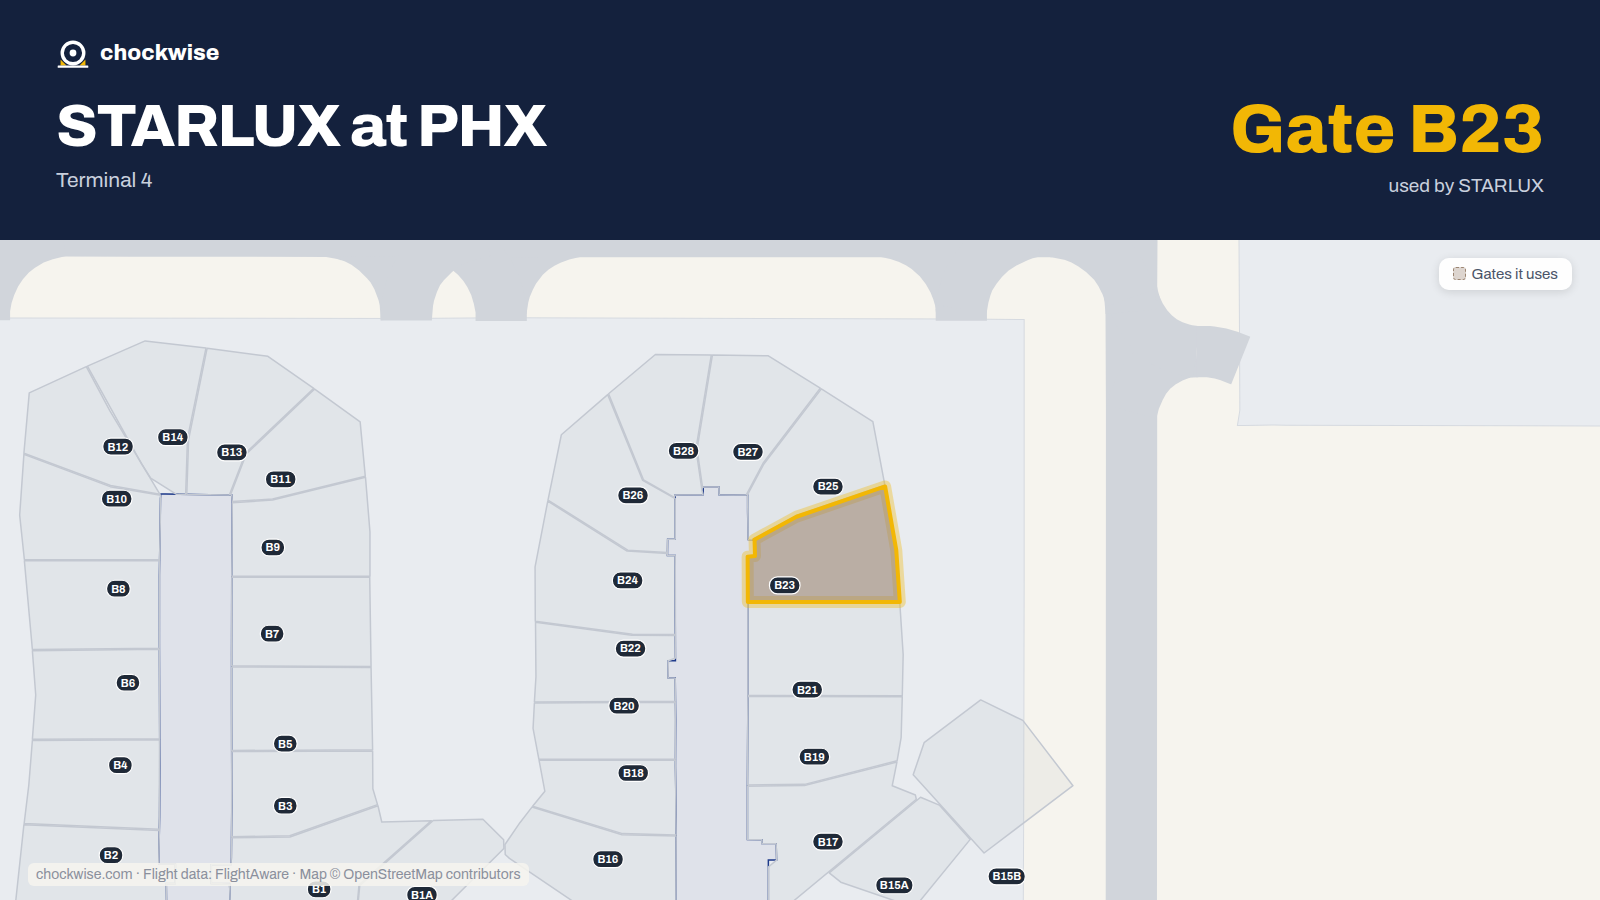 chockwise
STARLUX at PHX
Terminal 4
Gate B23
used by STARLUX
Gates it uses
B12
B14
B13
B11
B10
B9
B8
B7
B6
B5
B4
B3
B2
B1
B1A
B28
B27
B26
B25
B24
B23
B22
B21
B20
B19
B18
B17
B16
B15A
B15B
chockwise.com · Flight data: FlightAware · Map © OpenStreetMap contributors